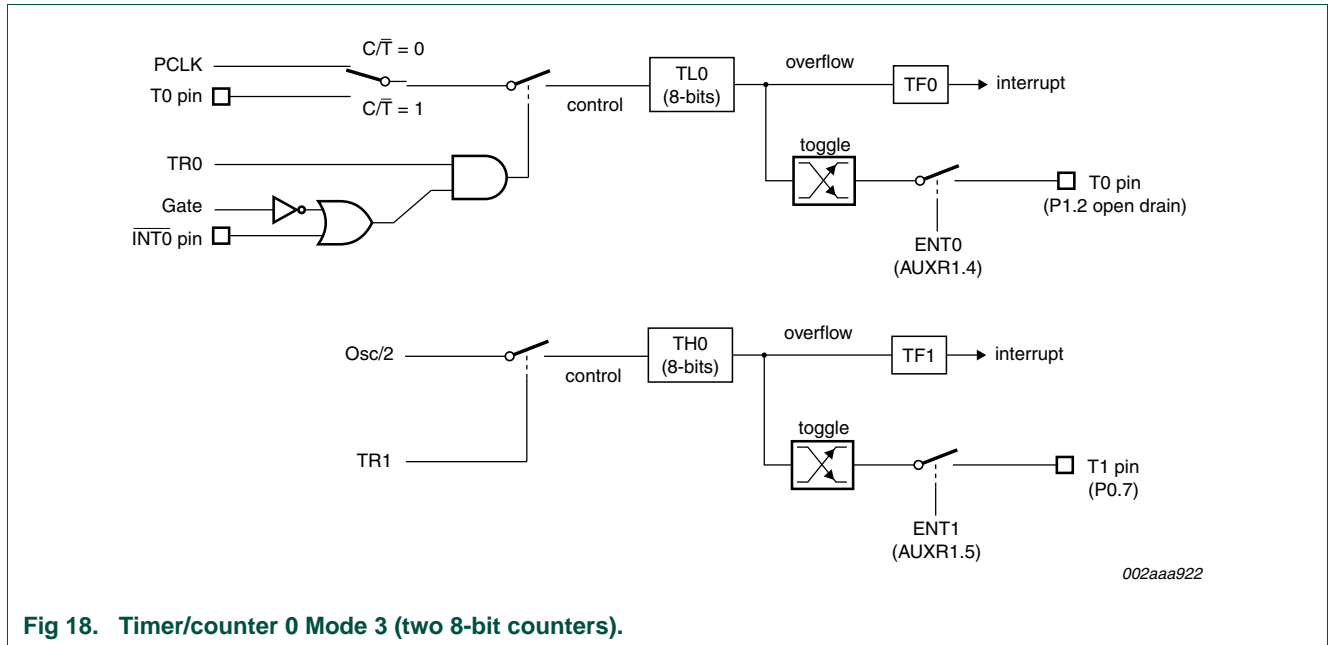 C/T̅ = 0
PCLK
T0 pin
C/T̅ = 1
control
TL0
(8-bits)
overflow
TF0
interrupt
toggle
TR0
Gate
I̅N̅T̅0̅ pin
T0 pin
(P1.2 open drain)
ENT0
(AUXR1.4)
Osc/2
control
TH0
(8-bits)
overflow
TF1
interrupt
toggle
TR1
T1 pin
(P0.7)
ENT1
(AUXR1.5)
002aaa922
Fig 18. Timer/counter 0 Mode 3 (two 8-bit counters).